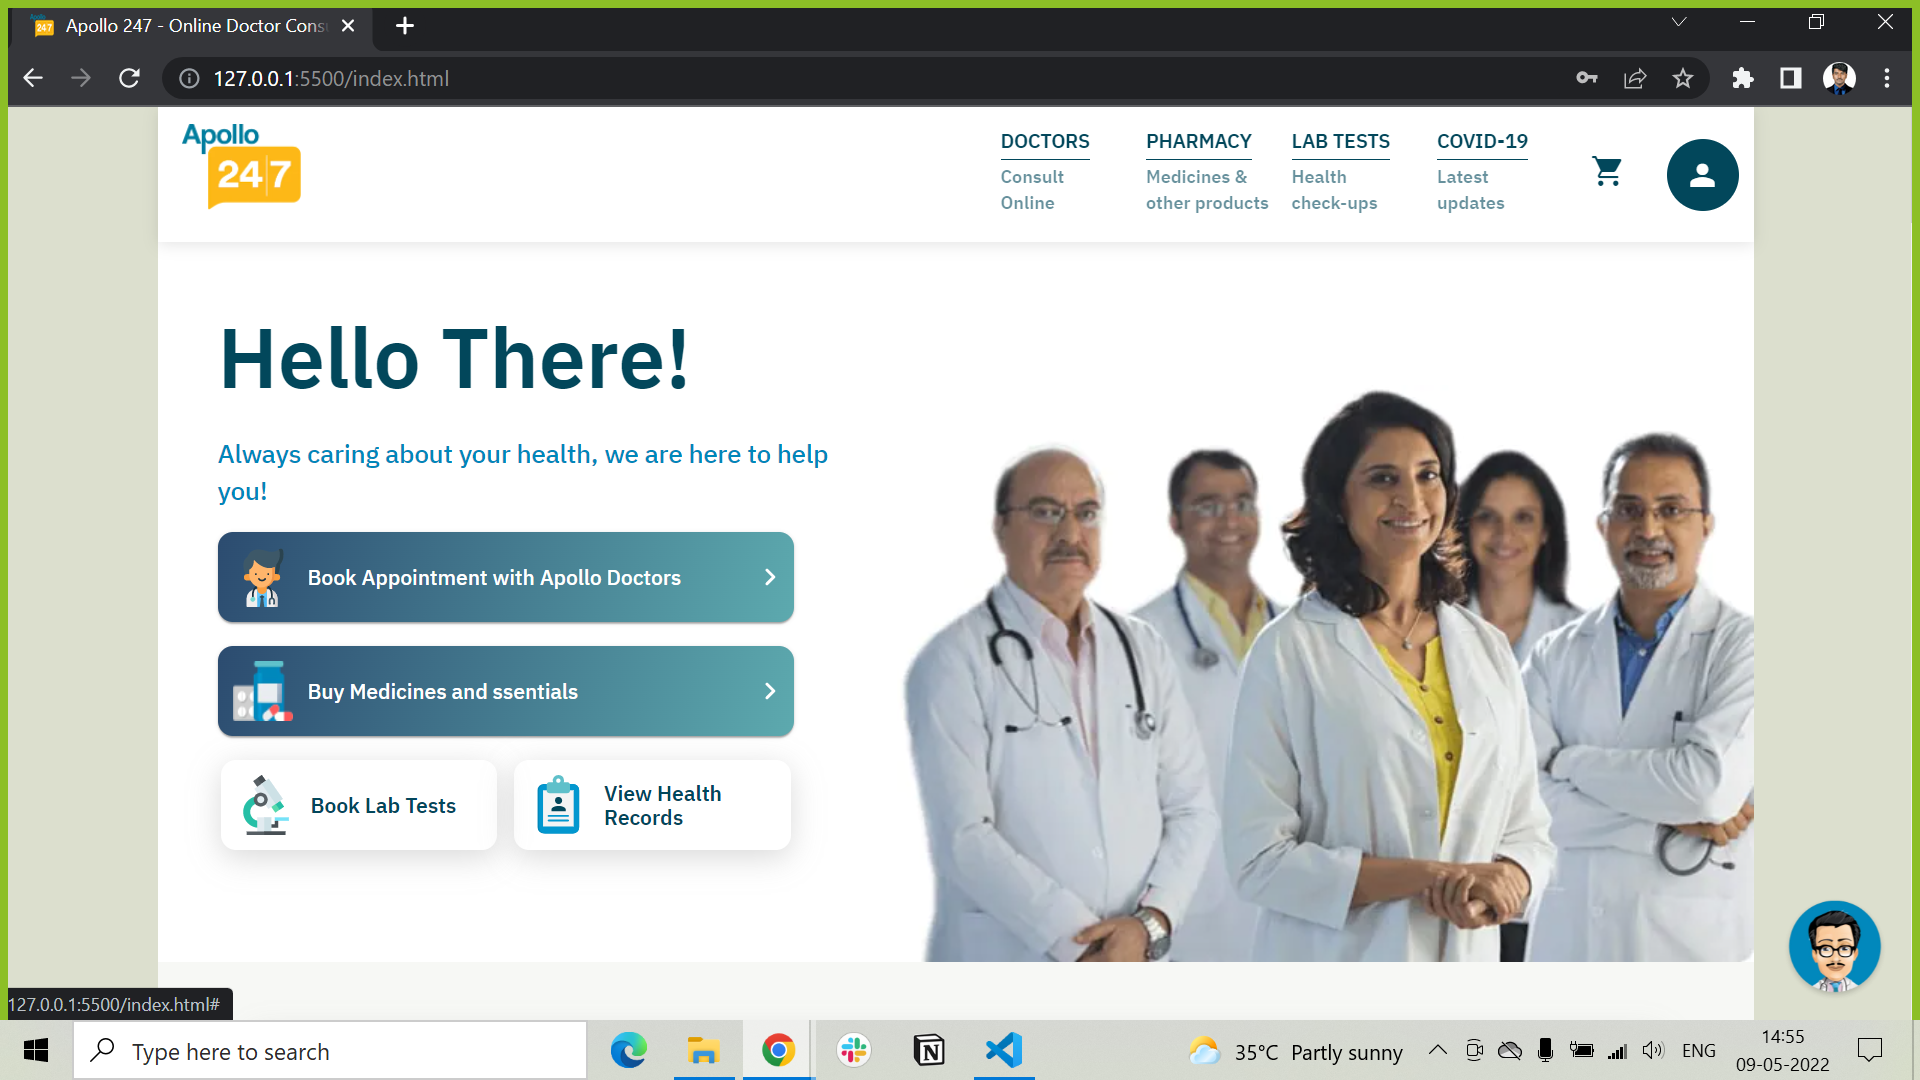 Apollo 247 - Online Doctor Cons
127.0.0.1:5500/index.html
Apollo
24|7
DOCTORS
Consult
Online
PHARMACY
Medicines &
other products
LAB TESTS
Health
check-ups
COVID-19
Latest
updates
Hello There!
Always caring about your health, we are here to help
you!
Book Appointment with Apollo Doctors
Buy Medicines and ssentials
Book Lab Tests
View Health
Records
127.0.0.1:5500/index.html#
Type here to search
35°C Partly sunny
ENG
14:55
09-05-2022